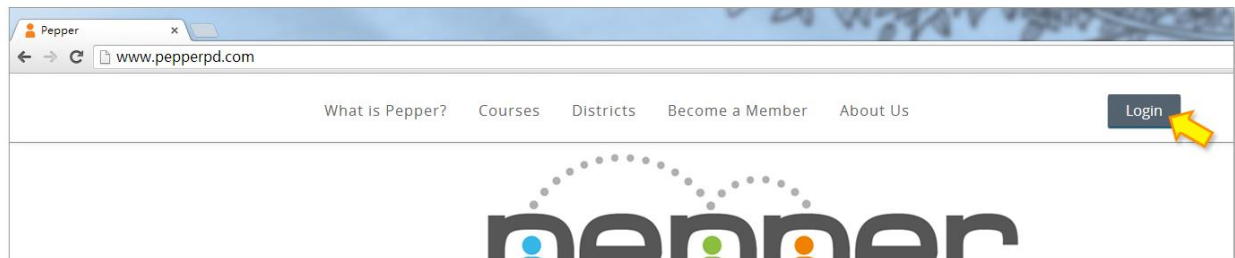 Pepper
www.pepperpd.com
What is Pepper? Courses Districts Become a Member About Us Login
pepper